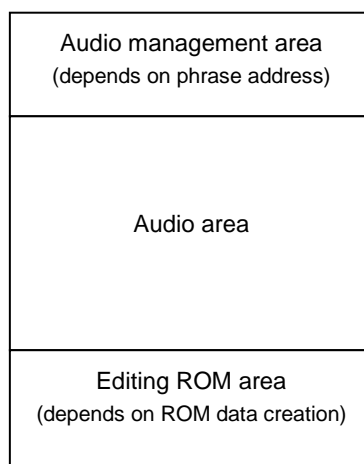 Audio management area
(depends on phrase address)
Audio area
Editing ROM area
(depends on ROM data creation)